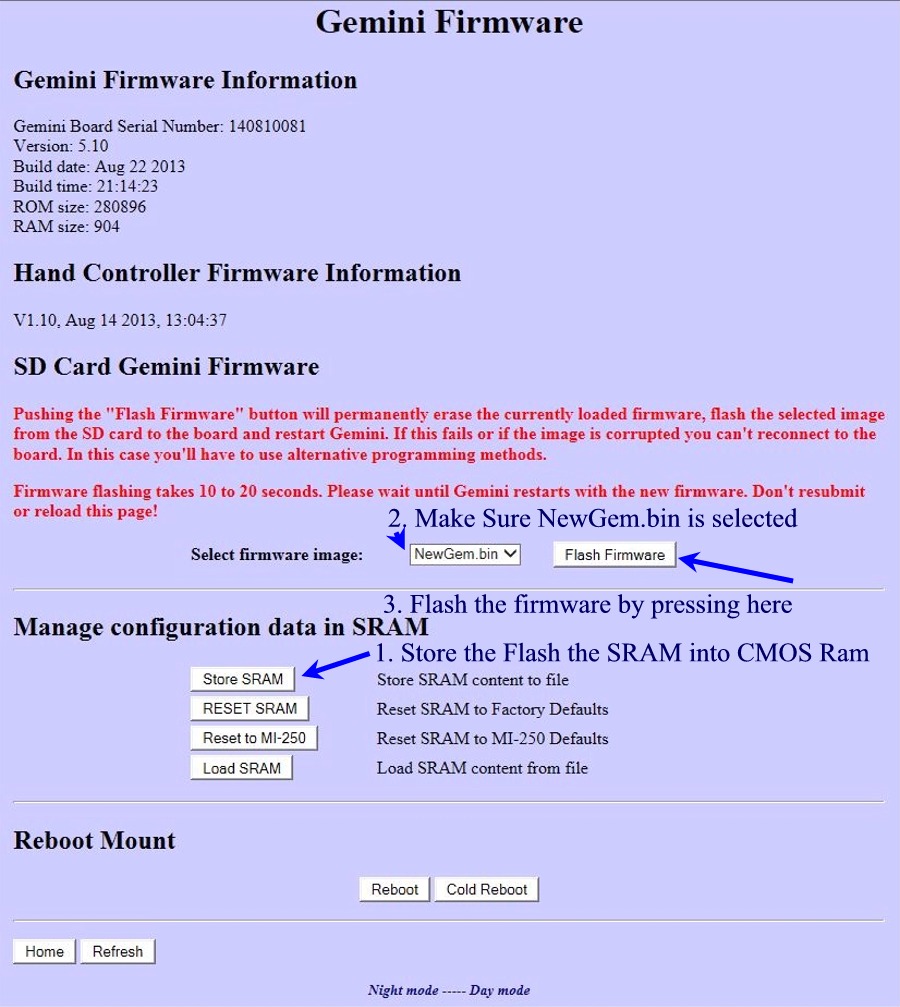 Gemini Firmware
Gemini Firmware Information
Gemini Board Serial Number: 140810081
Version: 5.10
Build date: Aug 22 2013
Build time: 21:14:23
ROM size: 280896
RAM size: 904
Hand Controller Firmware Information
V1.10, Aug 14 2013, 13:04:37
SD Card Gemini Firmware
Pushing the "Flash Firmware" button will permanently erase the currently loaded firmware, flash the selected image
from the SD card to the board and restart Gemini. If this fails or if the image is corrupted you can't reconnect to the
board. In this case you'll have to use alternative programming methods.
Firmware flashing takes 10 to 20 seconds. Please wait until Gemini restarts with the new firmware. Don't resubmit
or reload this page!
2. Make Sure NewGem.bin is selected
Select firmware image: NewGem.bin Flash Firmware
3. Flash the firmware by pressing here
Manage configuration data in SRAM
1. Store the Flash the SRAM into CMOS Ram
Store SRAM Store SRAM content to file
RESET SRAM Reset SRAM to Factory Defaults
Reset to MI-250 Reset SRAM to MI-250 Defaults
Load SRAM Load SRAM content from file
Reboot Mount
Reboot Cold Reboot
Home Refresh
Night mode ----- Day mode